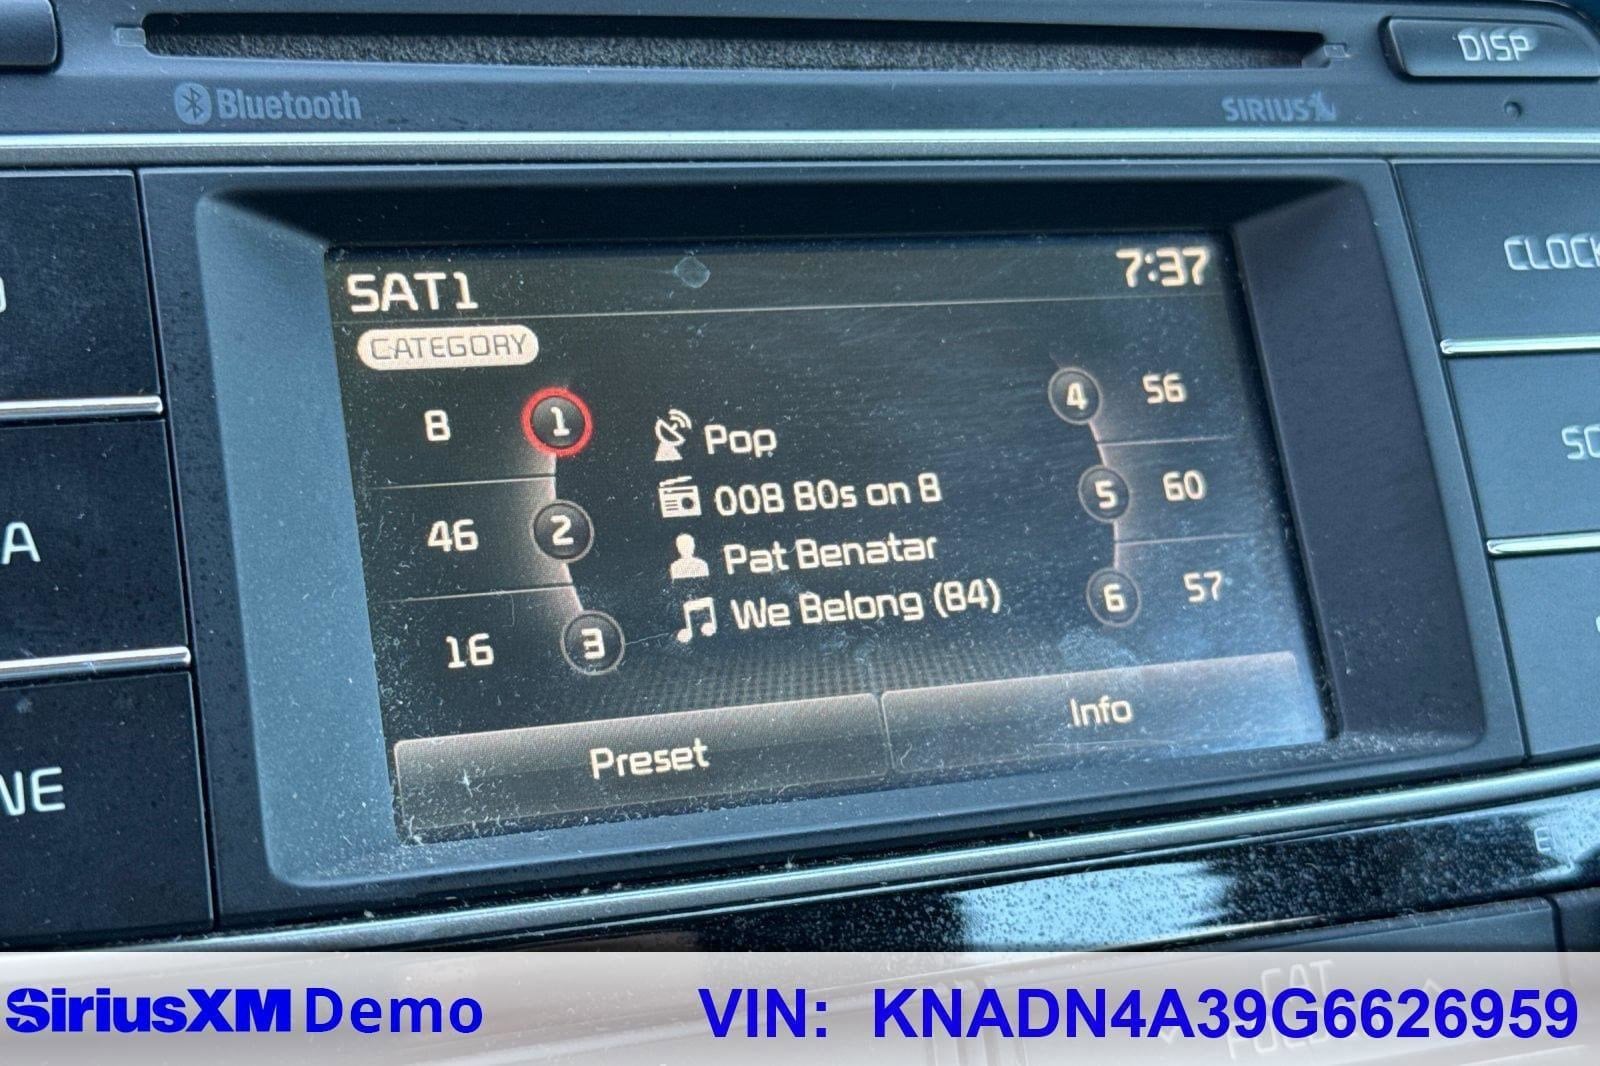 DISP
Bluetooth
SIRIUS
CLOCK
SAT1
7:37
CATEGORY
8 1
4 56
Pop
46 2
008 80s on 8
5 60
Pat Benatar
16 3
We Belong (84)
6 57
Preset
Info
A
NE
CAT
SiriusXM Demo
VIN: KNADN4A39G6626959